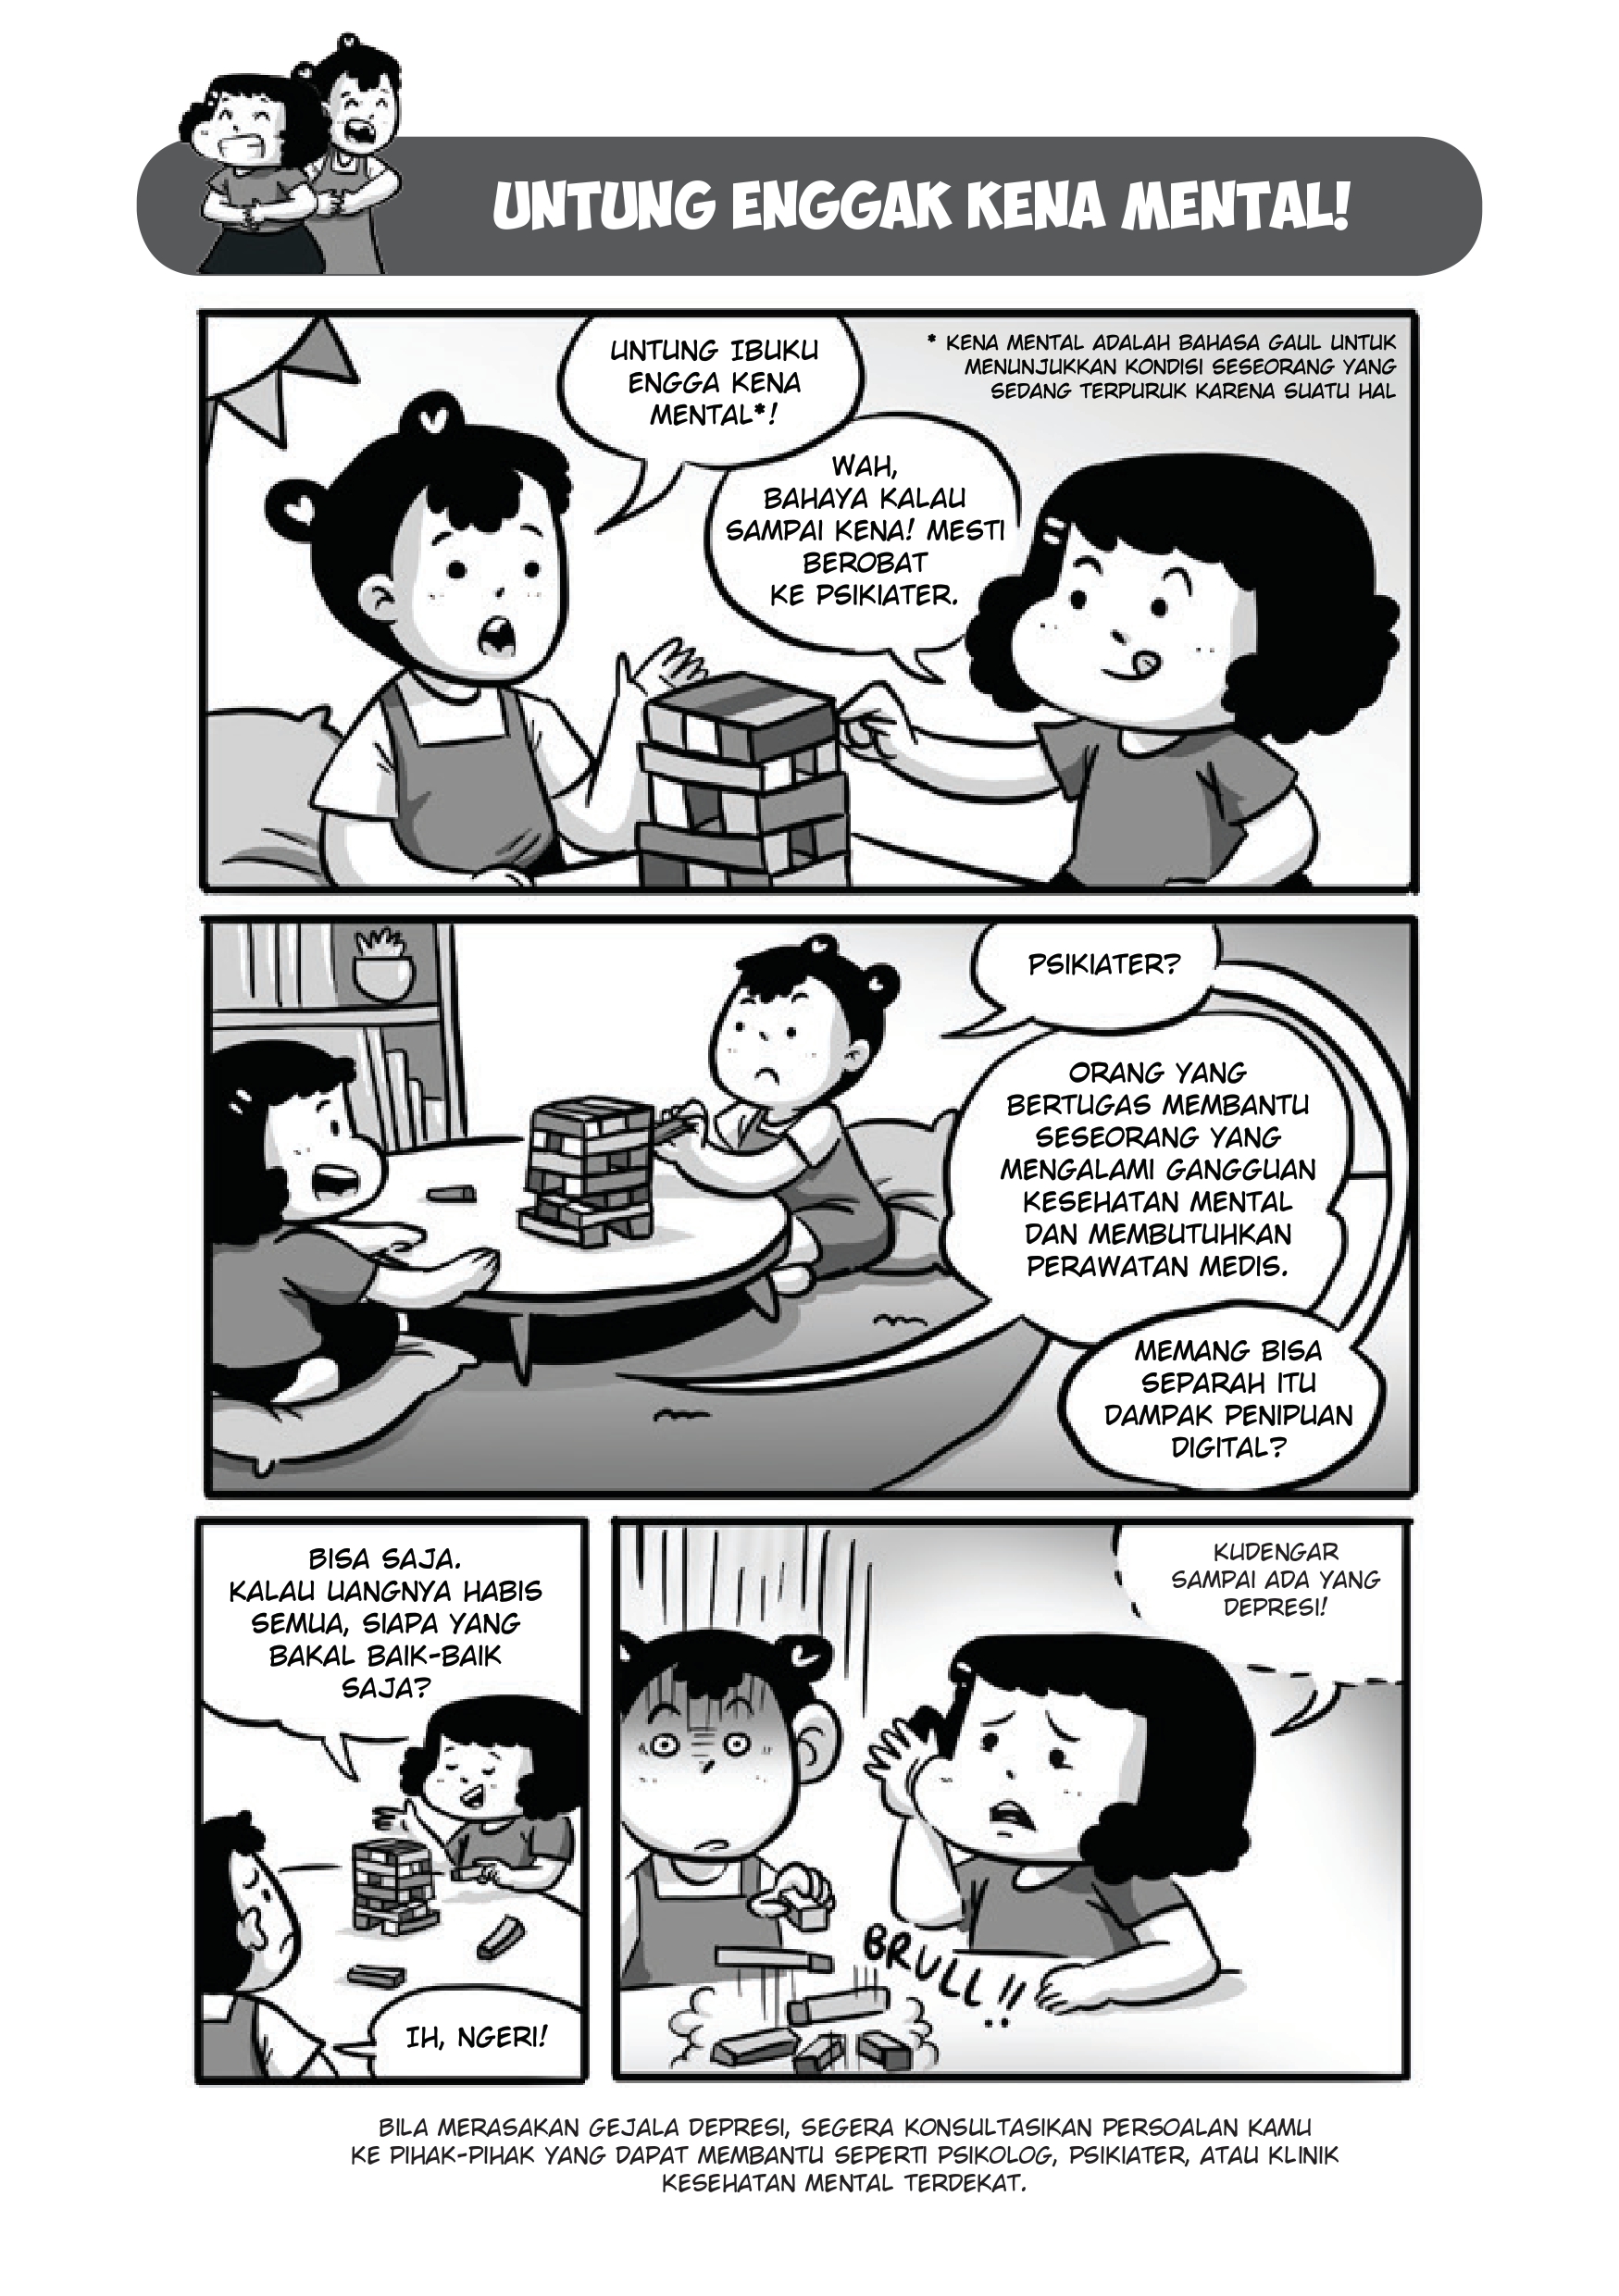 UNTUNG ENGGAK KENA MENTAL!
UNTUNG IBUKU
ENGGA KENA
MENTAL*!
* KENA MENTAL ADALAH BAHASA GAUL UNTUK
MENUNJUKKAN KONDISI SESEORANG YANG
SEDANG TERPURUK KARENA SUATU HAL
WAH,
BAHAYA KALAU
SAMPAI KENA! MESTI
BEROBAT
KE PSIKIATER.
PSIKIATER?
ORANG YANG
BERTUGAS MEMBANTU
SESEORANG YANG
MENGALAMI GANGGUAN
KESEHATAN MENTAL
DAN MEMBUTUHKAN
PERAWATAN MEDIS.
MEMANG BISA
SEPARAH ITU
DAMPAK PENIPUAN
DIGITAL?
BISA SAJA.
KALAU UANGNYA HABIS
SEMUA, SIAPA YANG
BAKAL BAIK-BAIK
SAJA?
IH, NGERI!
KUDENGAR
SAMPAI ADA YANG
DEPRESI!
BRULL!!
BILA MERASAKAN GEJALA DEPRESI, SEGERA KONSULTASIKAN PERSOALAN KAMU
KE PIHAK-PIHAK YANG DAPAT MEMBANTU SEPERTI PSIKOLOG, PSIKIATER, ATAU KLINIK
KESEHATAN MENTAL TERDEKAT.